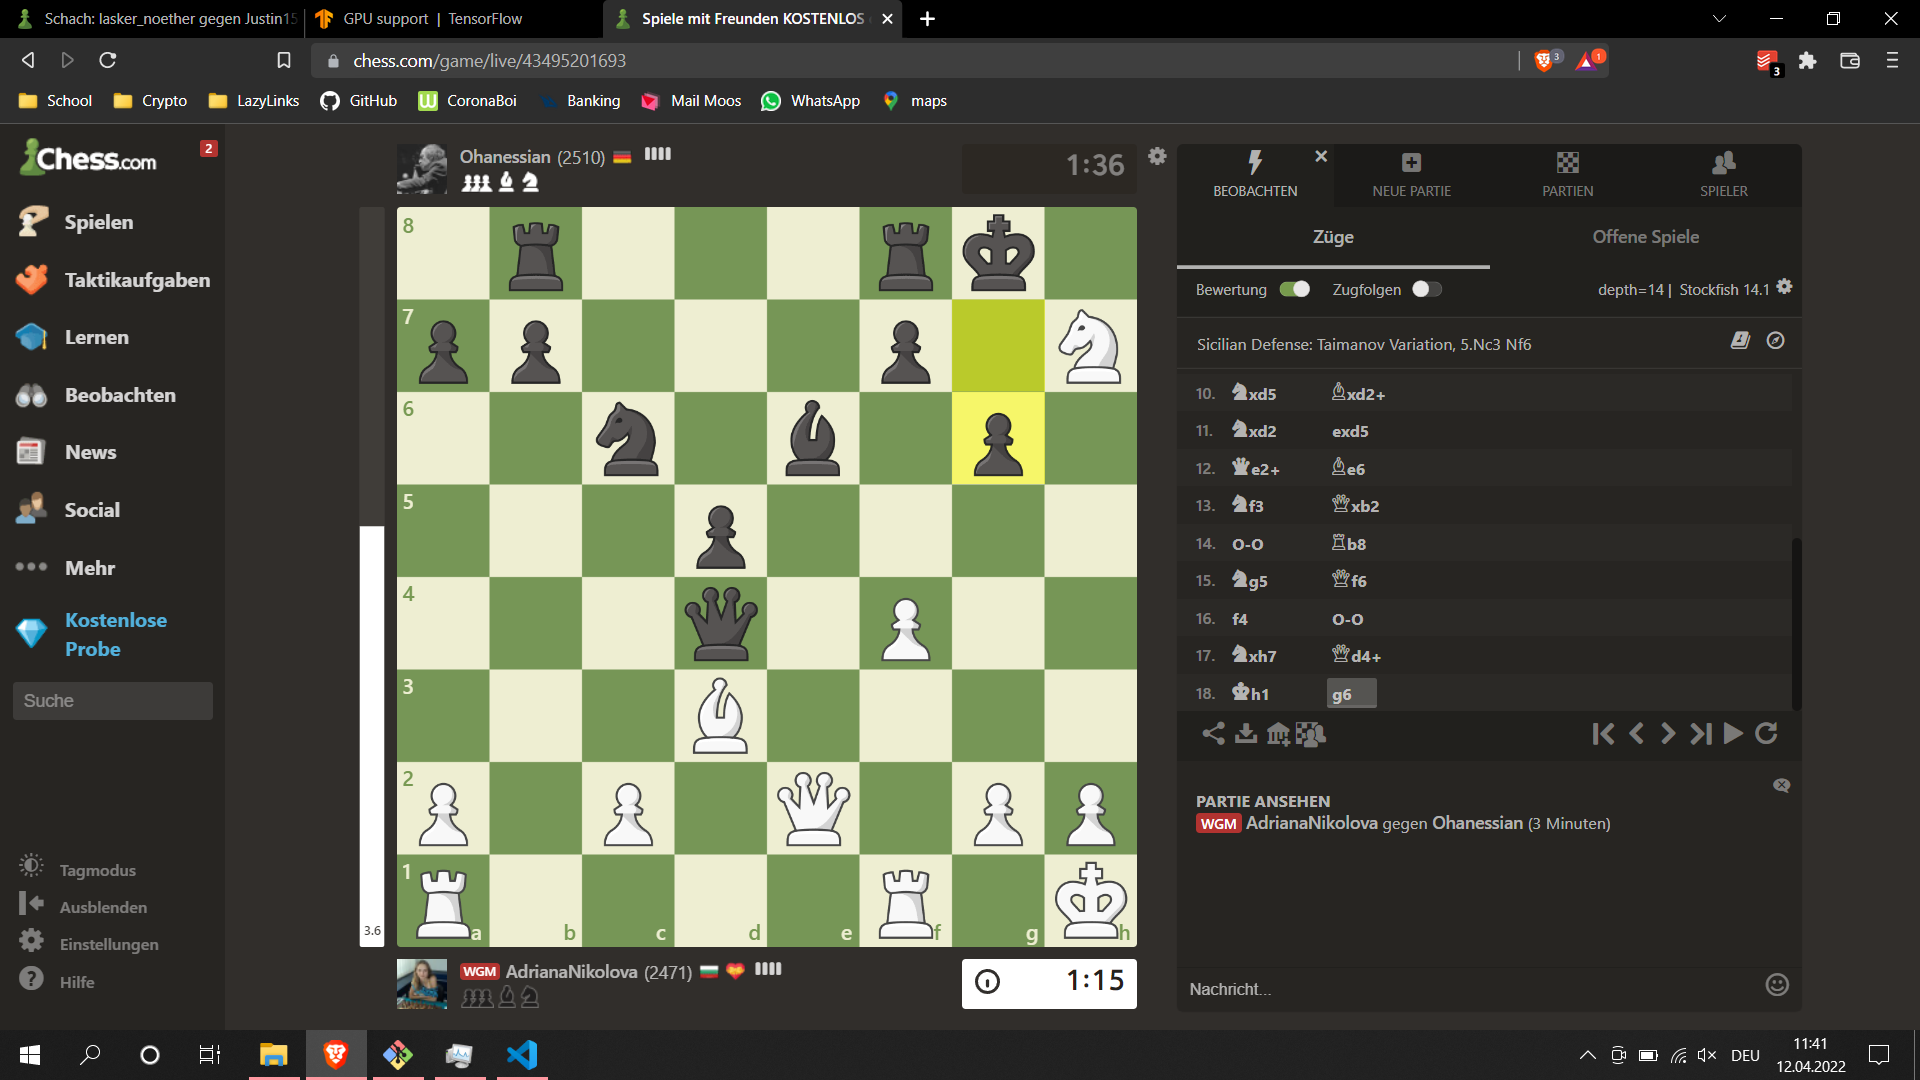 Schach: lasker_noether gegen Justin15
GPU support | TensorFlow
Spiele mit Freunden KOSTENLOS
chess.com/game/live/43495201693
3
1
3
School
Crypto
LazyLinks
GitHub
CoronaBoi
Banking
Mail Moos
WhatsApp
maps
Chess.com
2
Spielen
Taktikaufgaben
Lernen
Beobachten
News
Social
Mehr
Kostenlose
Probe
Suche
Tagmodus
Ausblenden
Einstellungen
Hilfe
Ohanessian (2510)
1:36
8
7
6
5
4
3
2
1
a
b
c
d
e
f
g
h
3.6
WGM AdrianaNikolova (2471)
1:15
BEOBACHTEN
NEUE PARTIE
PARTIEN
SPIELER
Züge
Offene Spiele
Bewertung
Zugfolgen
depth=14 | Stockfish 14.1
Sicilian Defense: Taimanov Variation, 5.Nc3 Nf6
10. xd5 xd2+
11. xd2 exd5
12. e2+ e6
13. f3 xb2
14. O-O b8
15. g5 f6
16. f4 O-O
17. xh7 d4+
18. h1 g6
PARTIE ANSEHEN
WGM AdrianaNikolova gegen Ohanessian (3 Minuten)
Nachricht...
DEU
11:41
12.04.2022